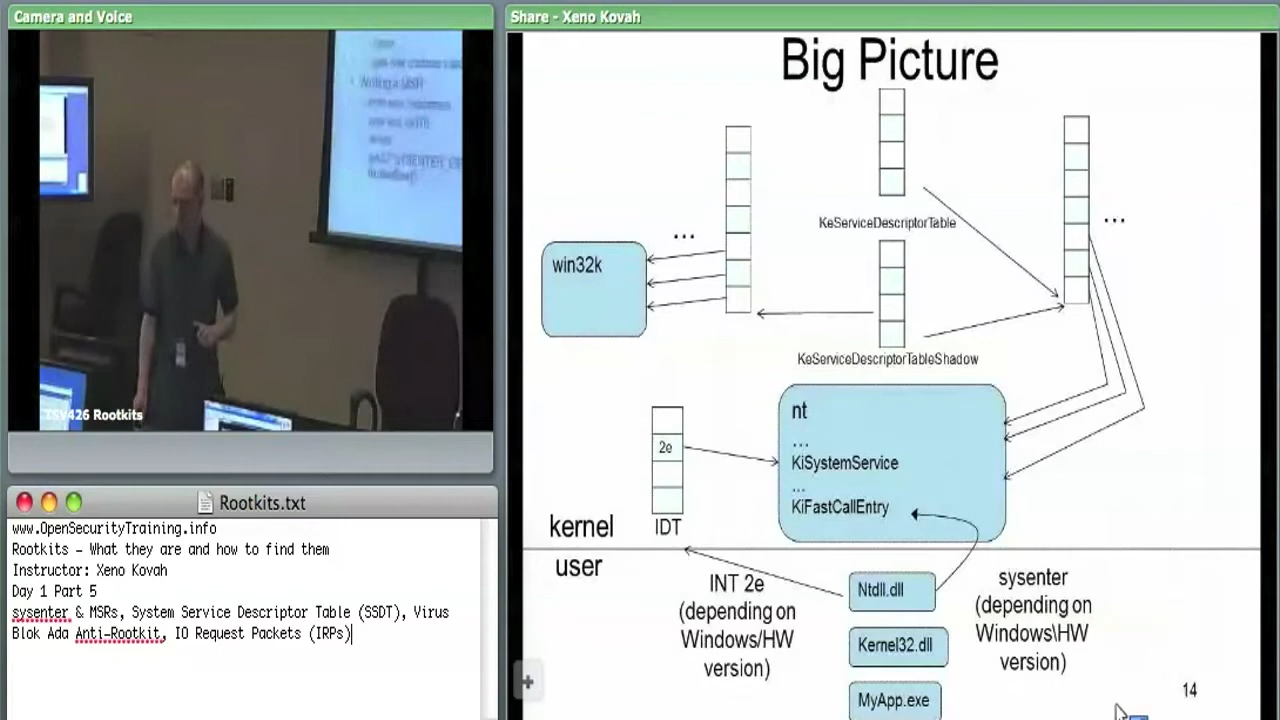 Camera and Voice
Writing a MSR
TSV426 Rootkits
Rootkits.txt
www.OpenSecurityTraining.info
Rootkits - What they are and how to find them
Instructor: Xeno Kovah
Day 1 Part 5
sysenter & MSRs, System Service Descriptor Table (SSDT), Virus
Blok Ada Anti-Rootkit, IO Request Packets (IRPs)
Share - Xeno Kovah
Big Picture
KeServiceDescriptorTable
...
...
win32k
KeServiceDescriptorTableShadow
nt
...
2e
KiSystemService
...
KiFastCallEntry
IDT
kernel
user
INT 2e
(depending on
Windows/HW
version)
Ntdll.dll
Kernel32.dll
MyApp.exe
sysenter
(depending on
Windows\HW
version)
14